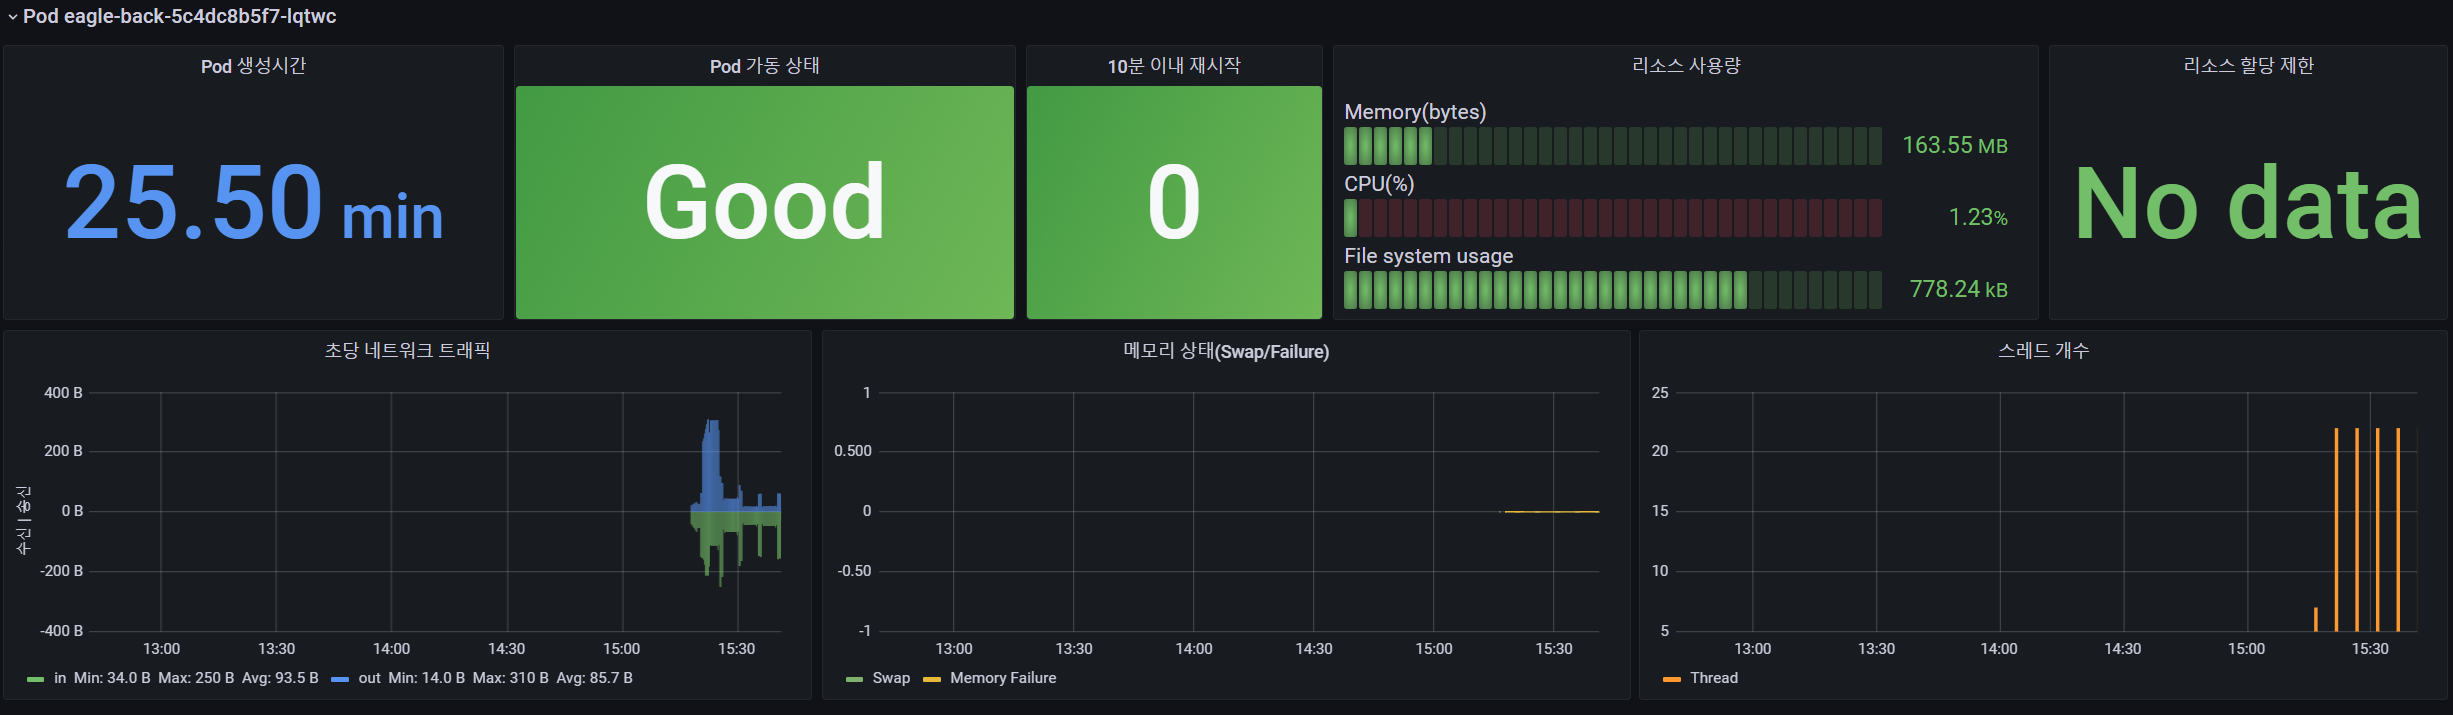 Pod eagle-back-5c4dc8b5f7-lqtwc
Pod 생성시간
25.50 min
Pod 가동 상태
Good
10분 이내 재시작
0
리소스 사용량
Memory(bytes)
163.55 MB
CPU(%)
1.23%
File system usage
778.24 kB
리소스 할당 제한
No data
초당 네트워크 트래픽
수신 | 송신
400 B
200 B
0 B
-200 B
-400 B
13:00 13:30 14:00 14:30 15:00 15:30
in Min: 34.0 B Max: 250 B Avg: 93.5 B out Min: 14.0 B Max: 310 B Avg: 85.7 B
메모리 상태(Swap/Failure)
1
0.500
0
-0.50
-1
13:00 13:30 14:00 14:30 15:00 15:30
Swap Memory Failure
스레드 개수
25
20
15
10
5
13:00 13:30 14:00 14:30 15:00 15:30
Thread